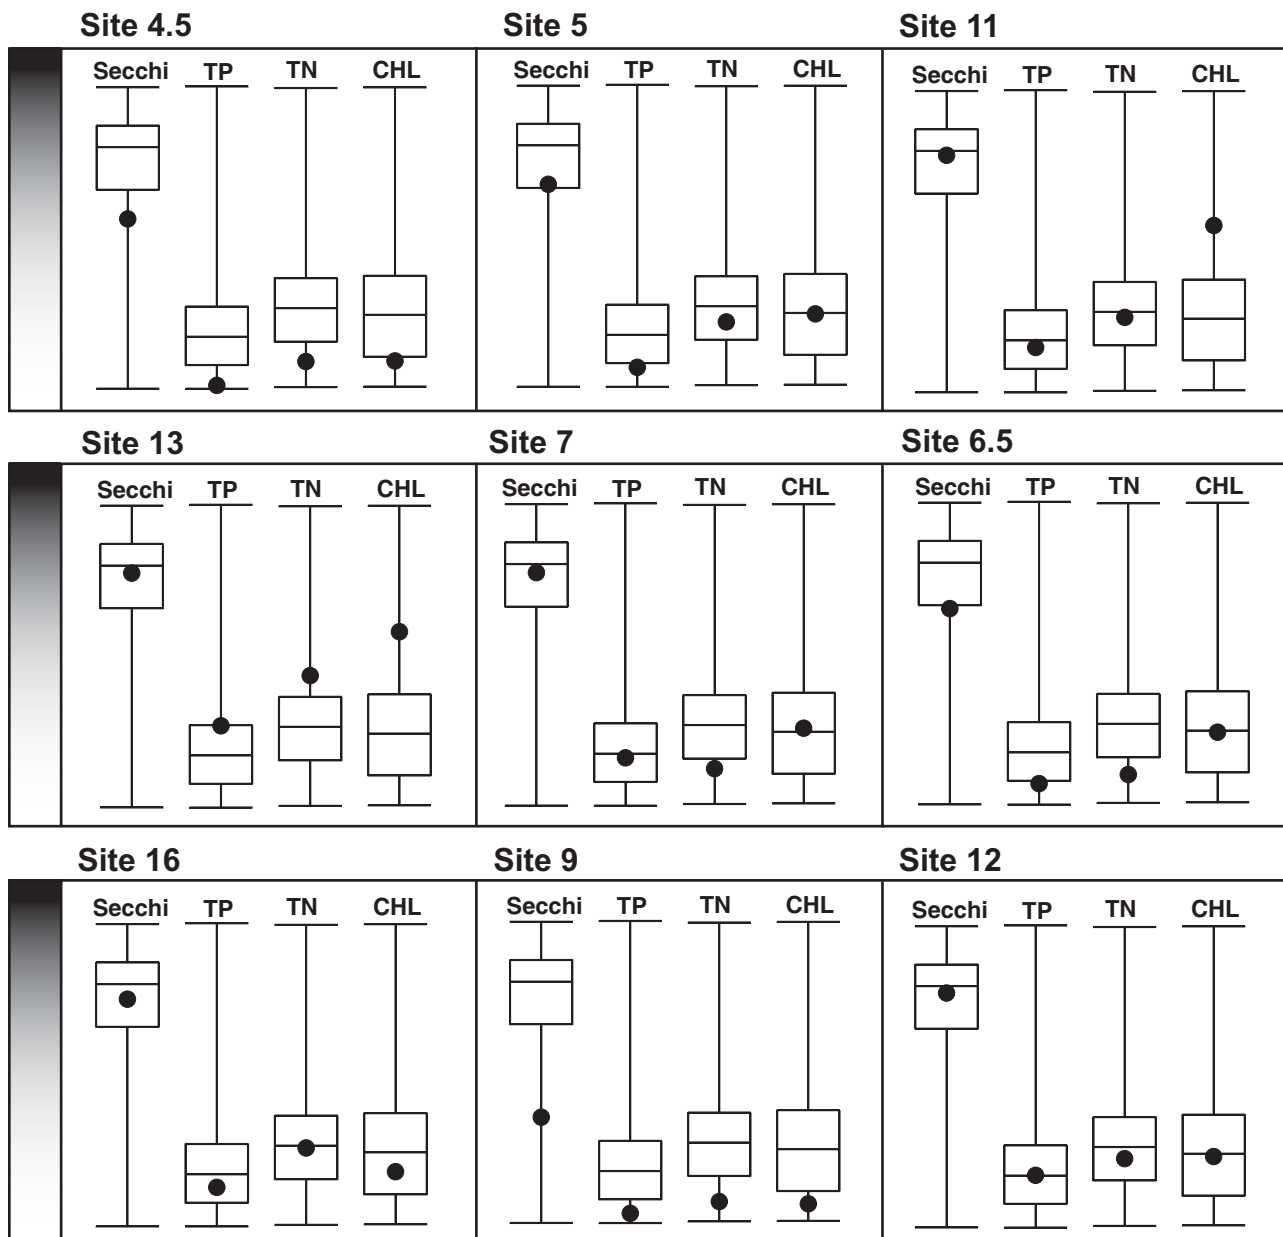 Site 4.5
Site 5
Site 11
Secchi TP TN CHL
Secchi TP TN CHL
Secchi TP TN CHL
Site 13
Site 7
Site 6.5
Secchi TP TN CHL
Secchi TP TN CHL
Secchi TP TN CHL
Site 16
Site 9
Site 12
Secchi TP TN CHL
Secchi TP TN CHL
Secchi TP TN CHL